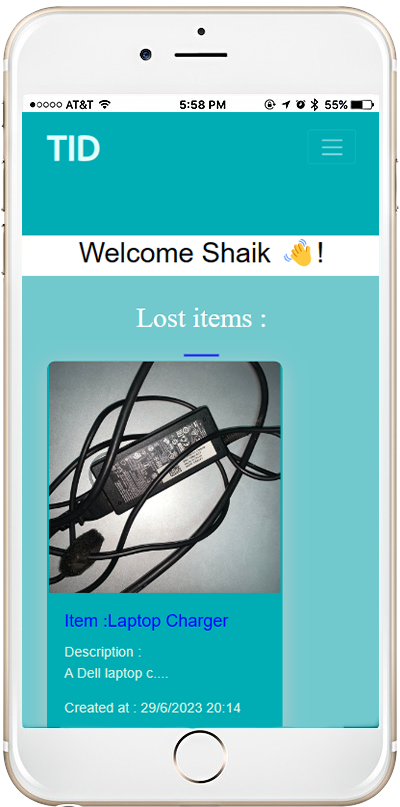 ●○○○○ AT&T 5:58 PM 55%
TID
Welcome Shaik 👋!
Lost items :
Item :Laptop Charger
Description :
A Dell laptop c....
Created at : 29/6/2023 20:14